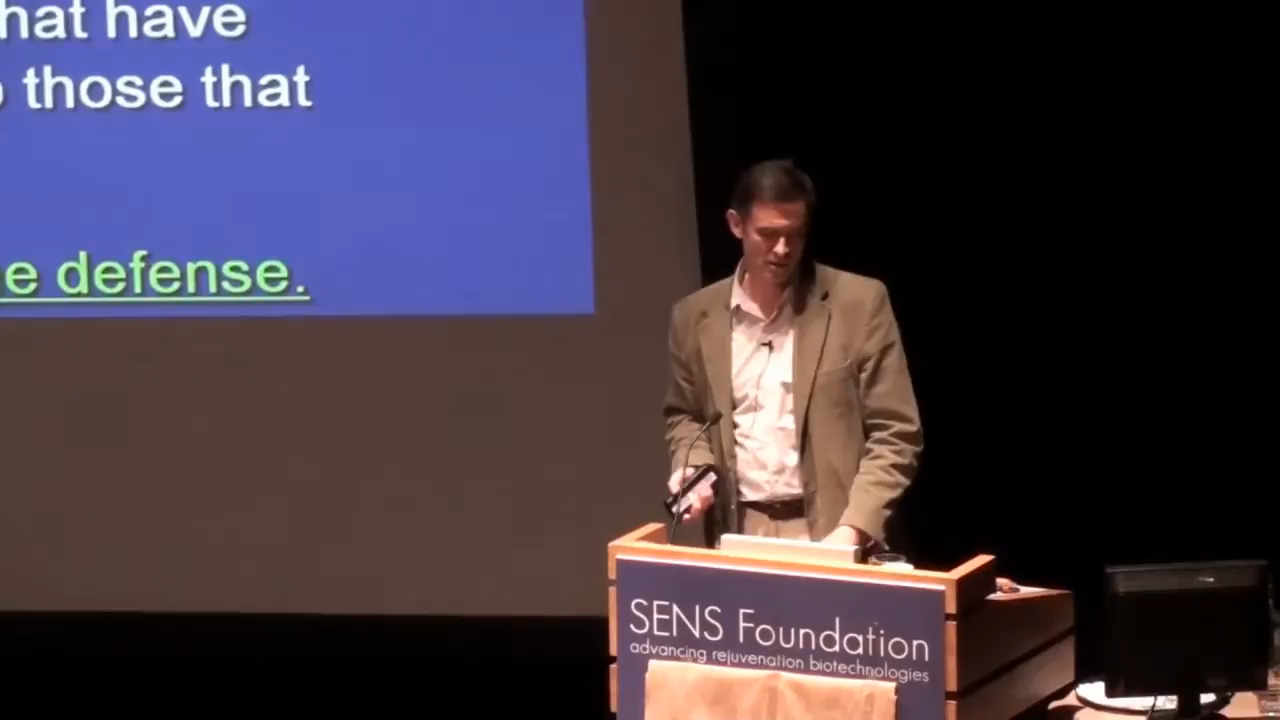 hat have
those that
e defense.
SENS Foundation
advancing rejuvenation biotechnologies